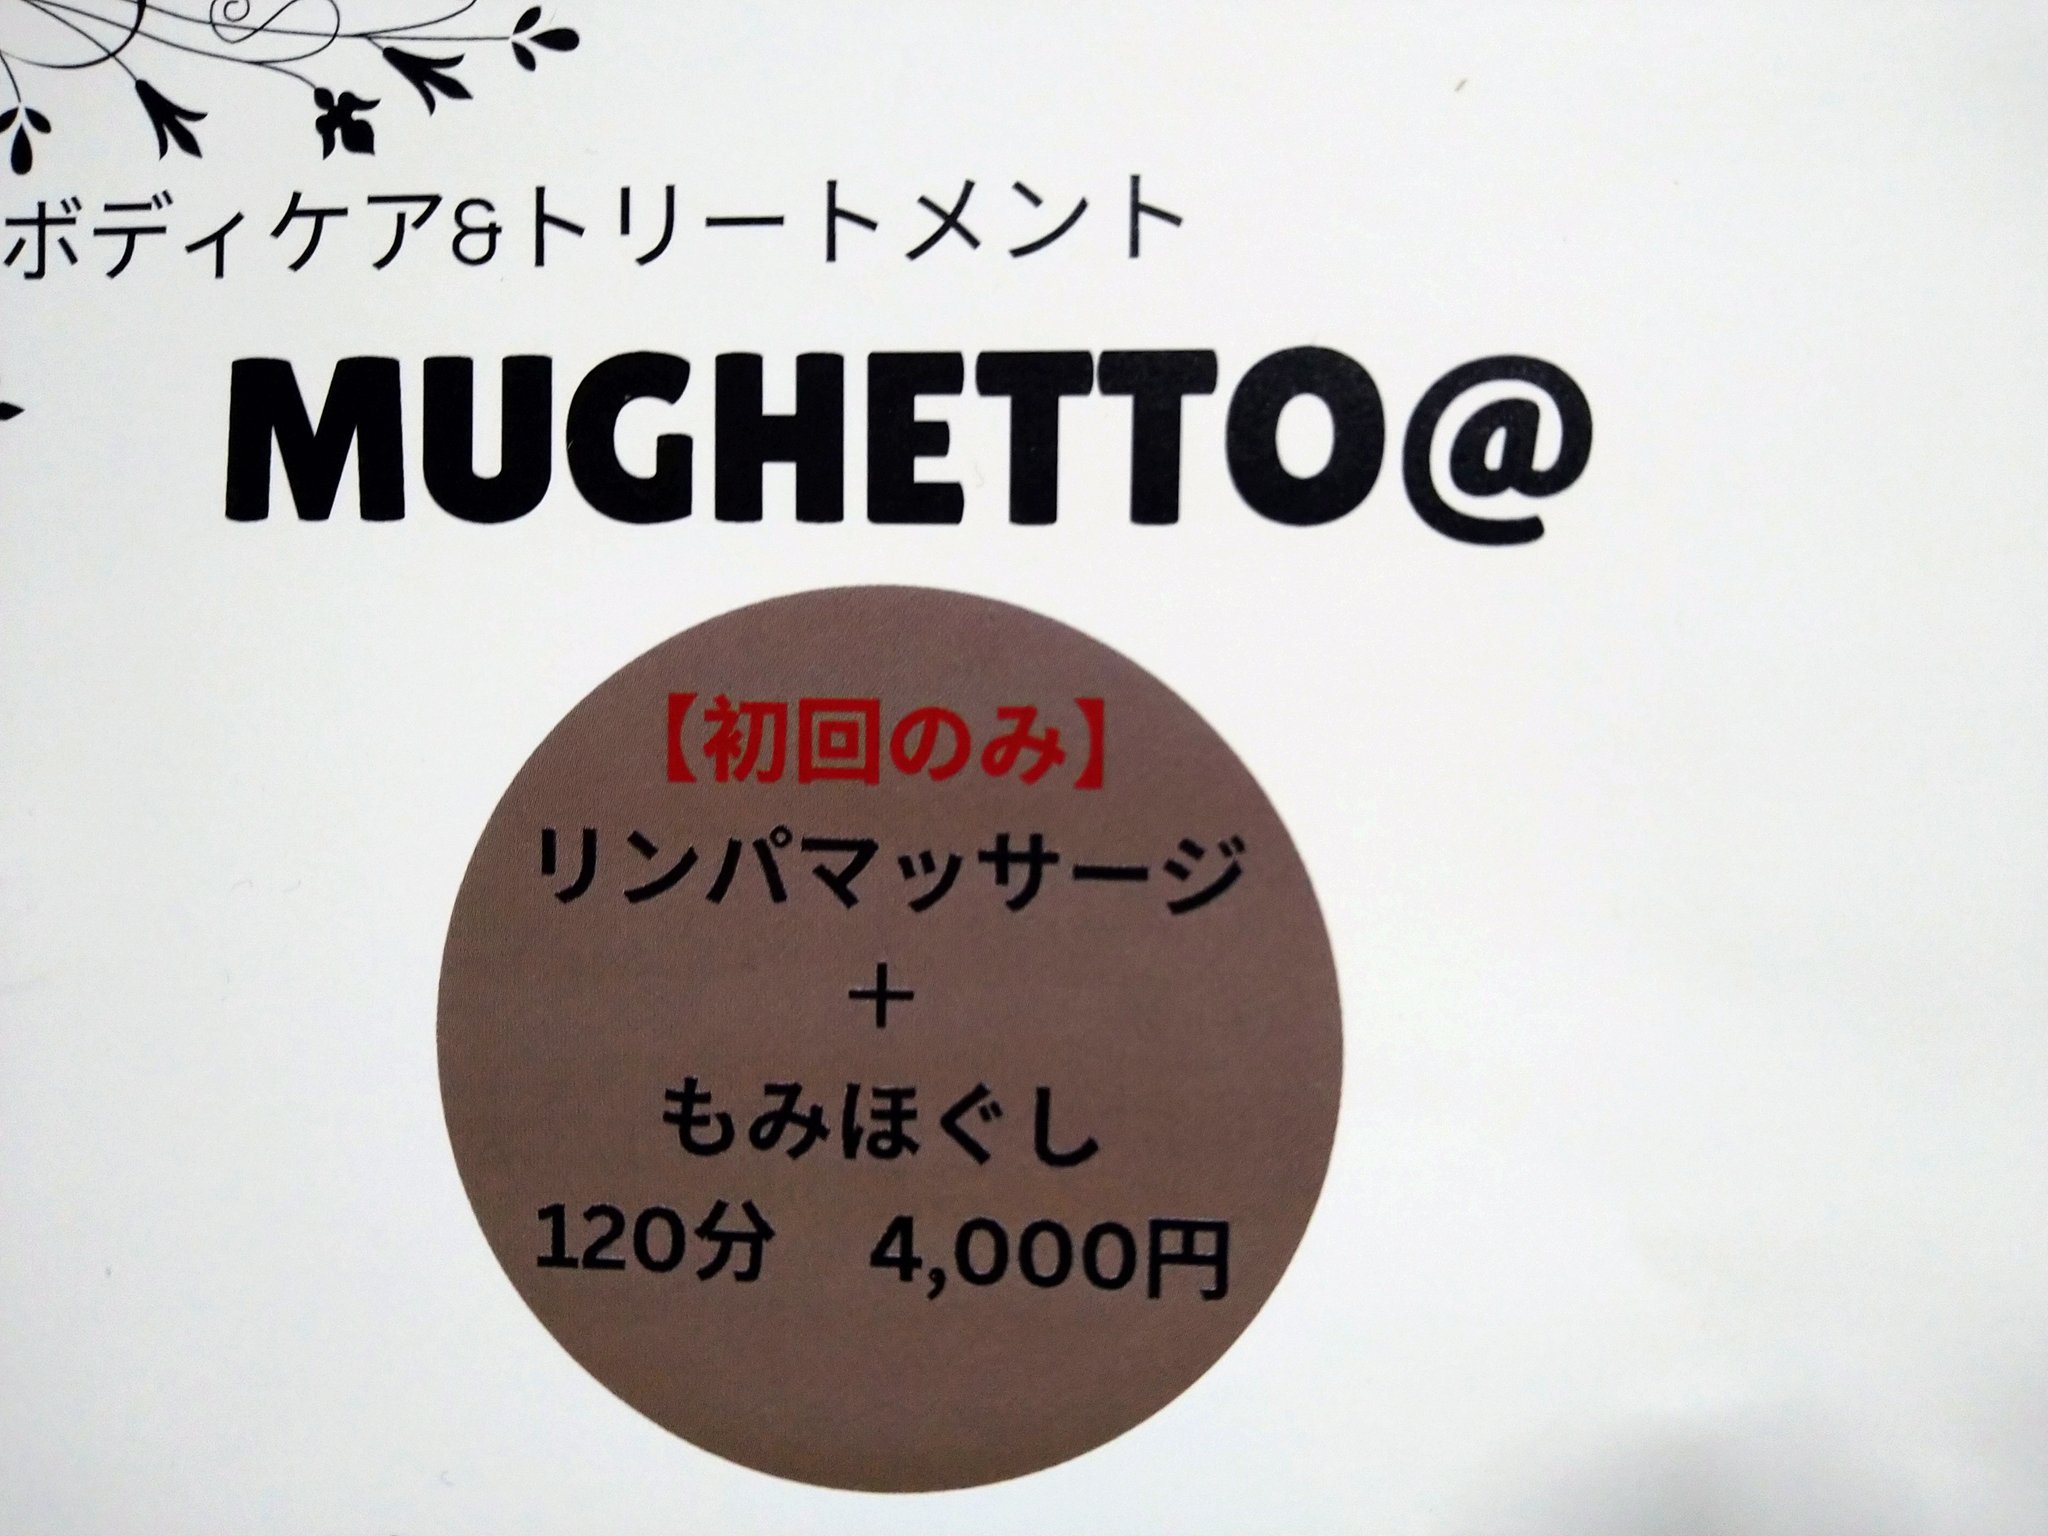 ボディケア&トリートメント
MUGHETTO@
【初回のみ】
リンパマッサージ
+
もみほぐし
120分　4,000円